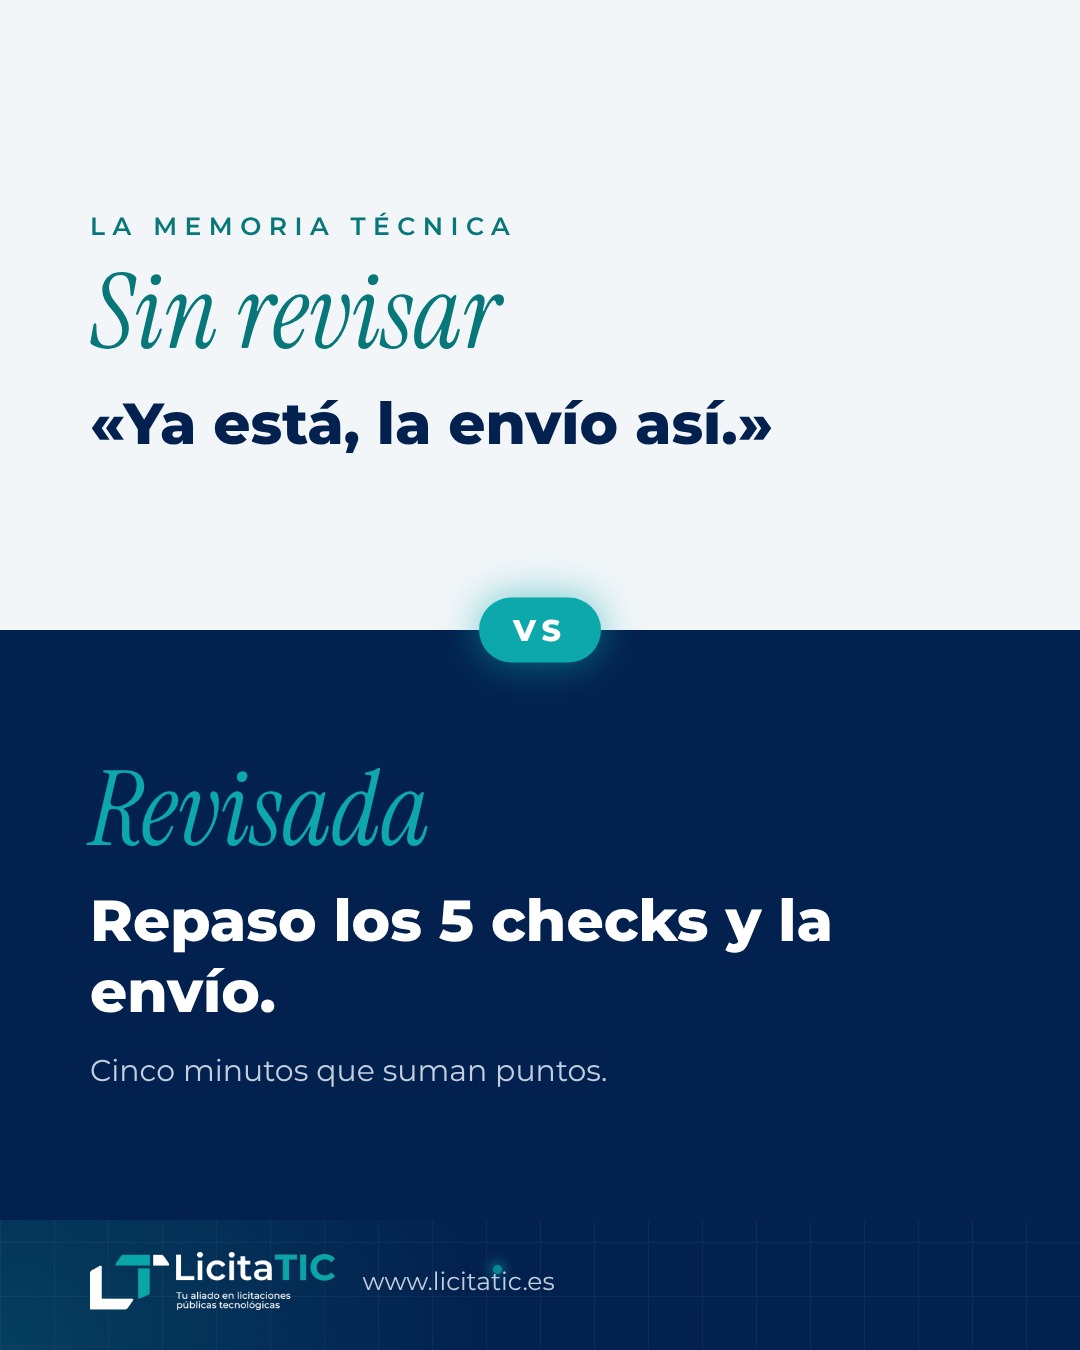 LA MEMORIA TÉCNICA
Sin revisar
«Ya está, la envío así.»
VS
Revisada
Repaso los 5 checks y la
envío.
Cinco minutos que suman puntos.
LicitaTIC
Tu aliado en licitaciones
públicas tecnológicas
www.licitatic.es